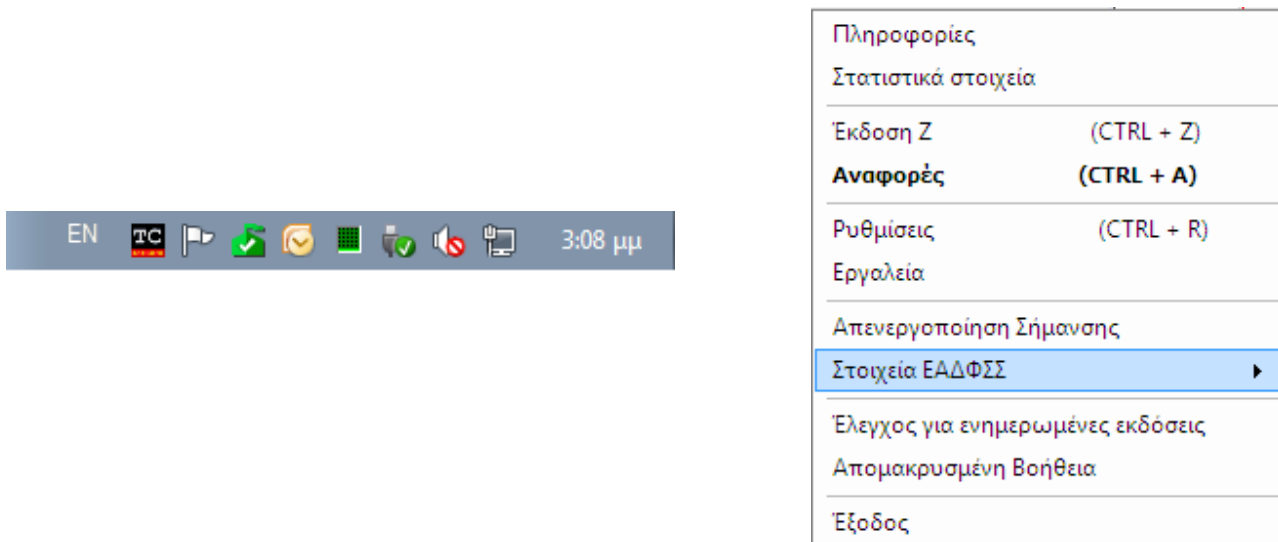 EN TC 3:08 μμ
Πληροφορίες
Στατιστικά στοιχεία
Έκδοση Ζ (CTRL + Z)
Αναφορές (CTRL + A)
Ρυθμίσεις (CTRL + R)
Εργαλεία
Απενεργοποίηση Σήμανσης
Στοιχεία ΕΑΔΦΣΣ
Έλεγχος για ενημερωμένες εκδόσεις
Απομακρυσμένη Βοήθεια
Έξοδος